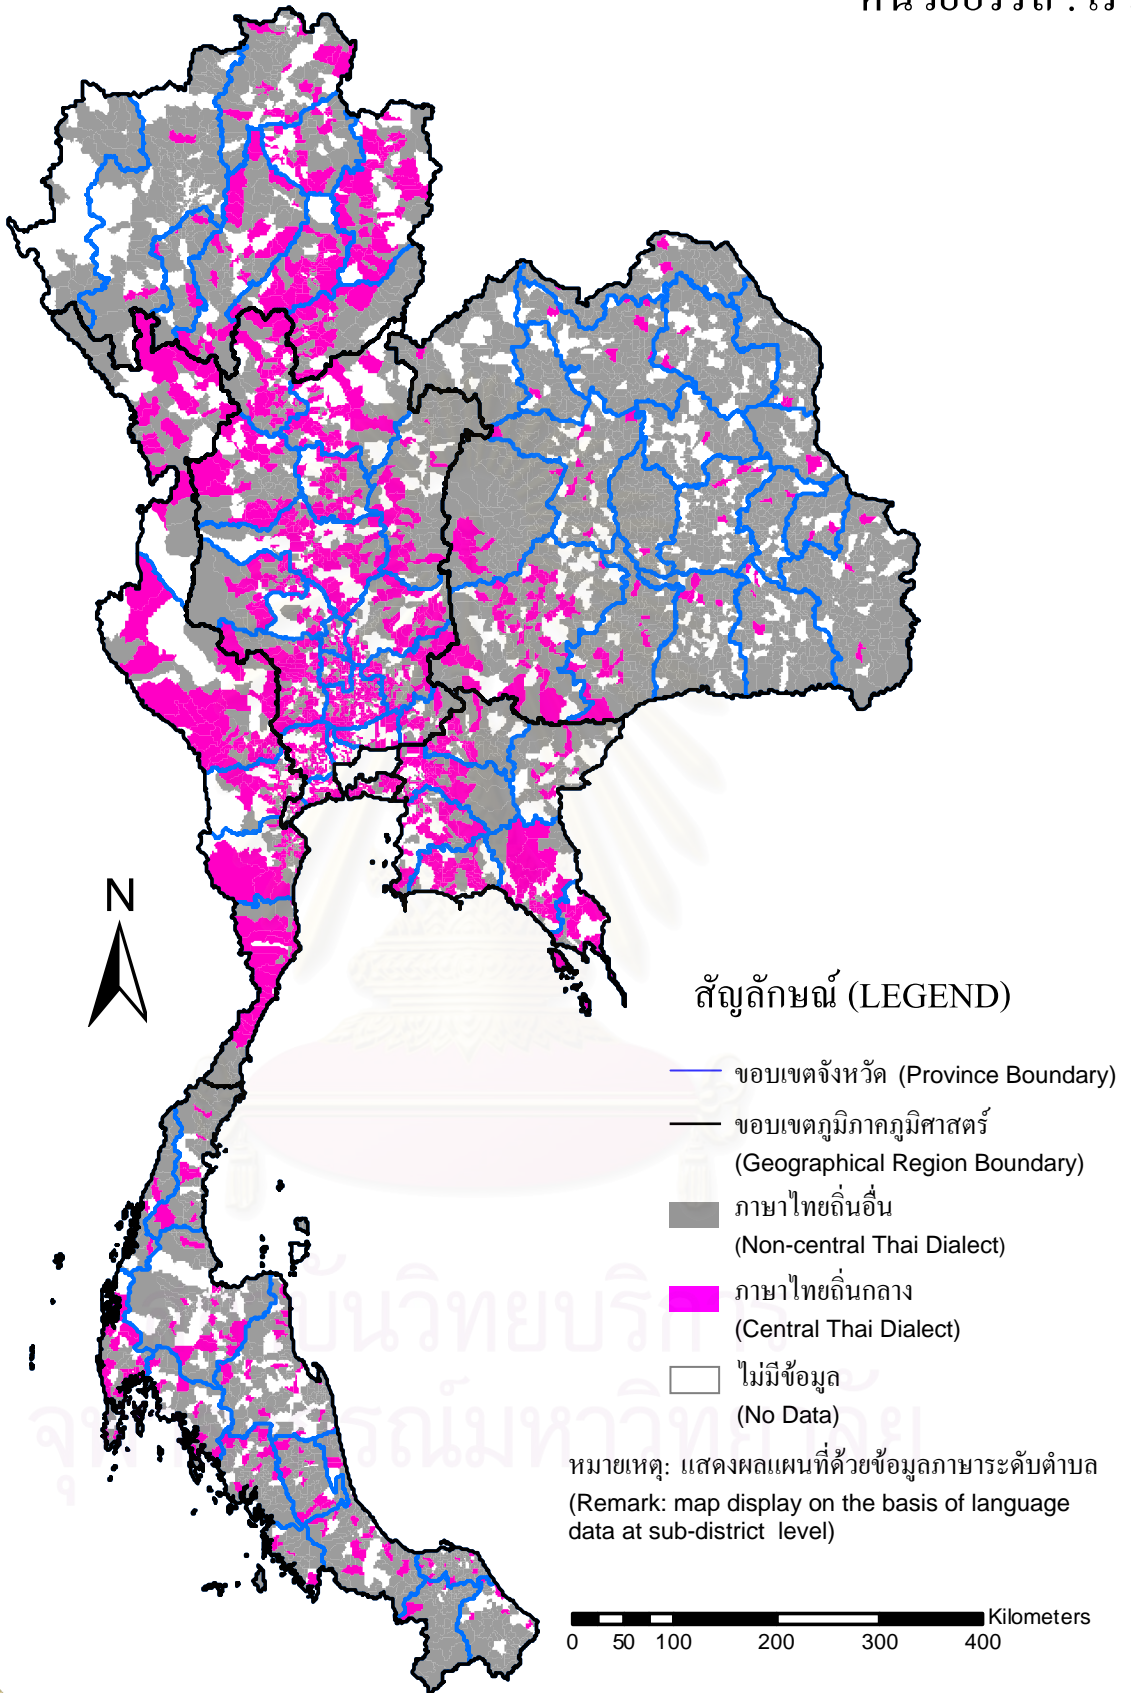 N
สัญลักษณ์ (LEGEND)
ขอบเขตจังหวัด (Province Boundary)
ขอบเขตภูมิภาคภูมิศาสตร์
(Geographical Region Boundary)
ภาษาไทยถิ่นอื่น
(Non-central Thai Dialect)
ภาษาไทยถิ่นกลาง
(Central Thai Dialect)
ไม่มีข้อมูล
(No Data)
หมายเหตุ: แสดงผลแผนที่ด้วยข้อมูลภาษาระดับตำบล
(Remark: map display on the basis of language
data at sub-district level)
Kilometers
0 50 100 200 300 400